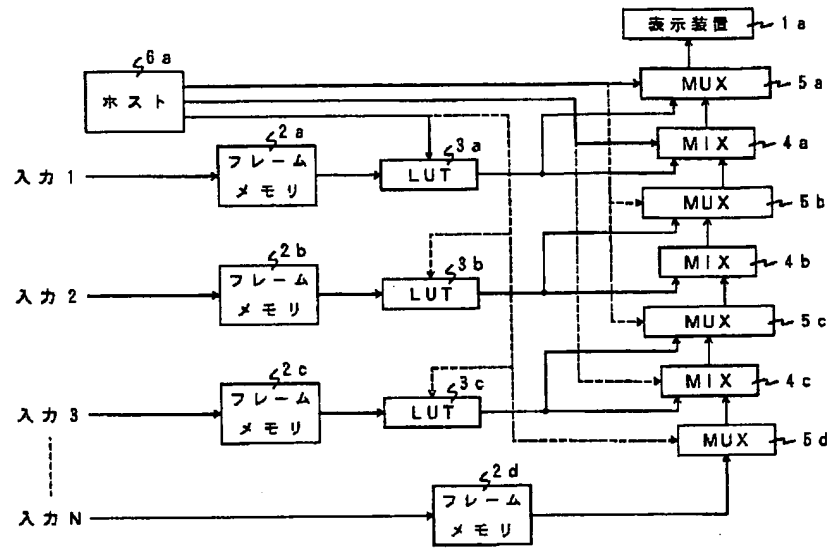 表示装置
1a
6a
ホスト
MUX
5a
2a
フレーム
メモリ
3a
LUT
MIX
4a
入力1
MUX
5b
2b
フレーム
メモリ
3b
LUT
MIX
4b
入力2
MUX
5c
2c
フレーム
メモリ
3c
LUT
MIX
4c
入力3
MUX
5d
2d
フレーム
メモリ
入力N